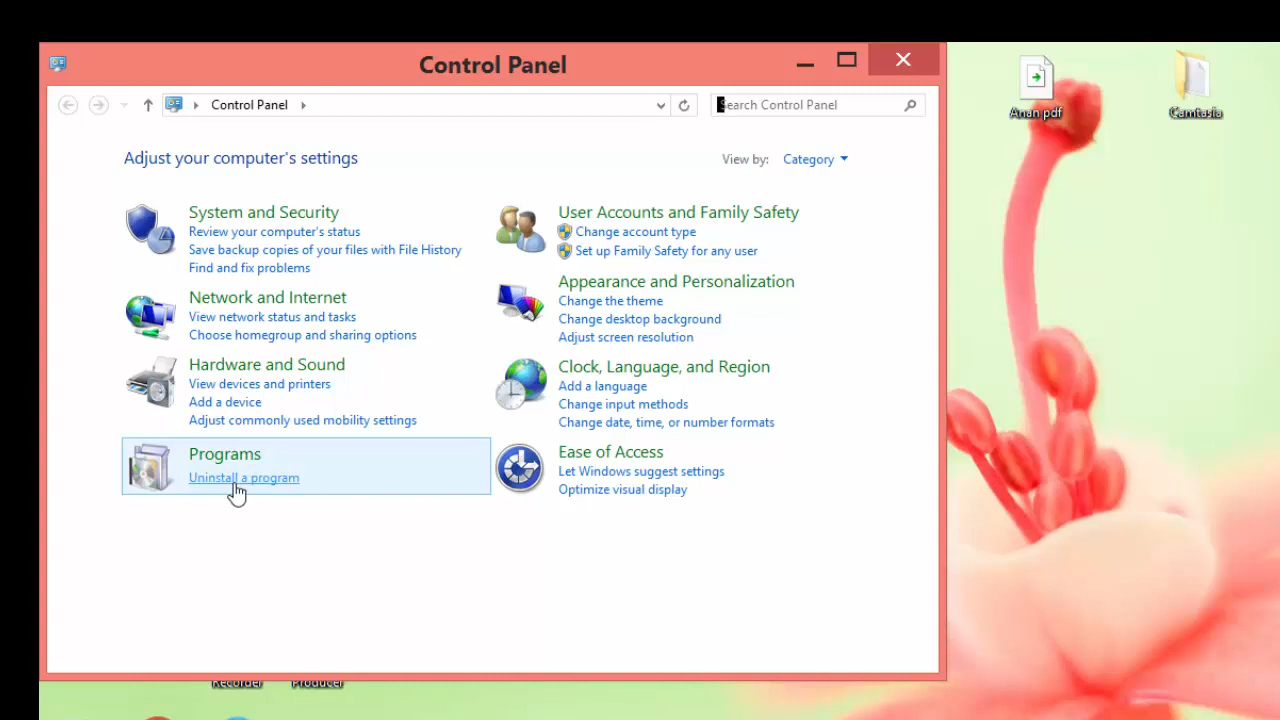 Control Panel
Control Panel
Search Control Panel
Adjust your computer's settings
View by: Category
System and Security
Review your computer's status
Save backup copies of your files with File History
Find and fix problems
Network and Internet
View network status and tasks
Choose homegroup and sharing options
Hardware and Sound
View devices and printers
Add a device
Adjust commonly used mobility settings
Programs
Uninstall a program
User Accounts and Family Safety
Change account type
Set up Family Safety for any user
Appearance and Personalization
Change the theme
Change desktop background
Adjust screen resolution
Clock, Language, and Region
Add a language
Change input methods
Change date, time, or number formats
Ease of Access
Let Windows suggest settings
Optimize visual display
Anan pdf
Camtasia
Recorder
Producer